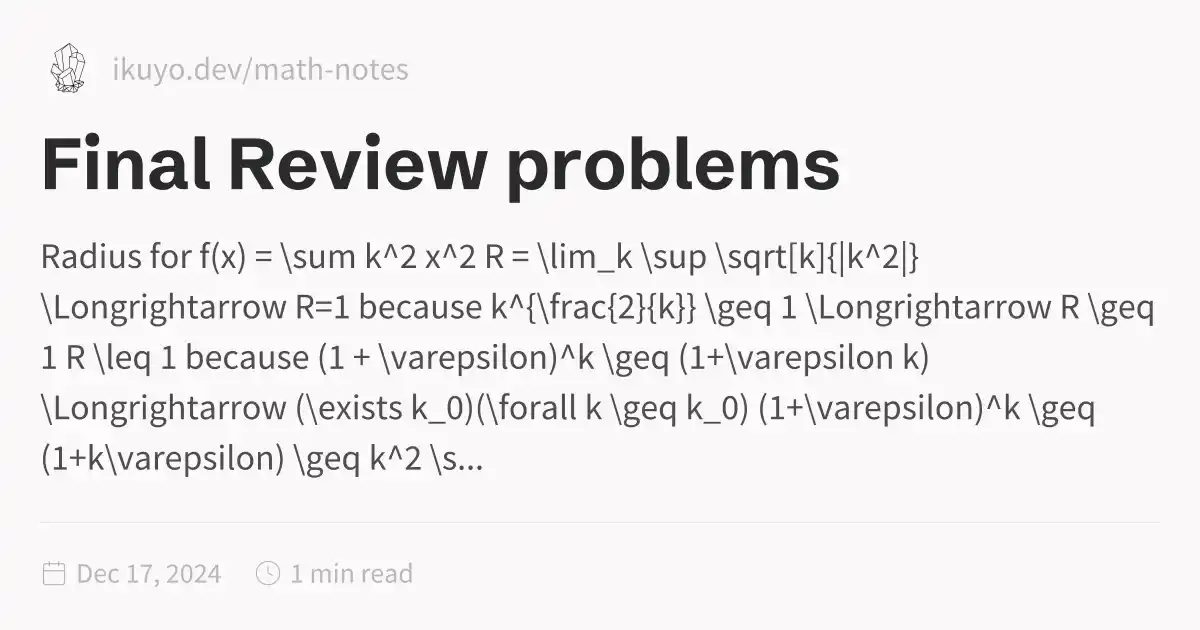 ikuyo.dev/math-notes
Final Review problems
Radius for f(x) = \sum k^2 x^2 R = \lim_k \sup \sqrt[k]{|k^2|}
\Longrightarrow R=1 because k^{\frac{2}{k}} \geq 1 \Longrightarrow R \geq
1 R \leq 1 because (1 + \varepsilon)^k \geq (1+\varepsilon k)
\Longrightarrow (\exists k_0)(\forall k \geq k_0) (1+\varepsilon)^k \geq
(1+k\varepsilon) \geq k^2 \s...
Dec 17, 2024 1 min read